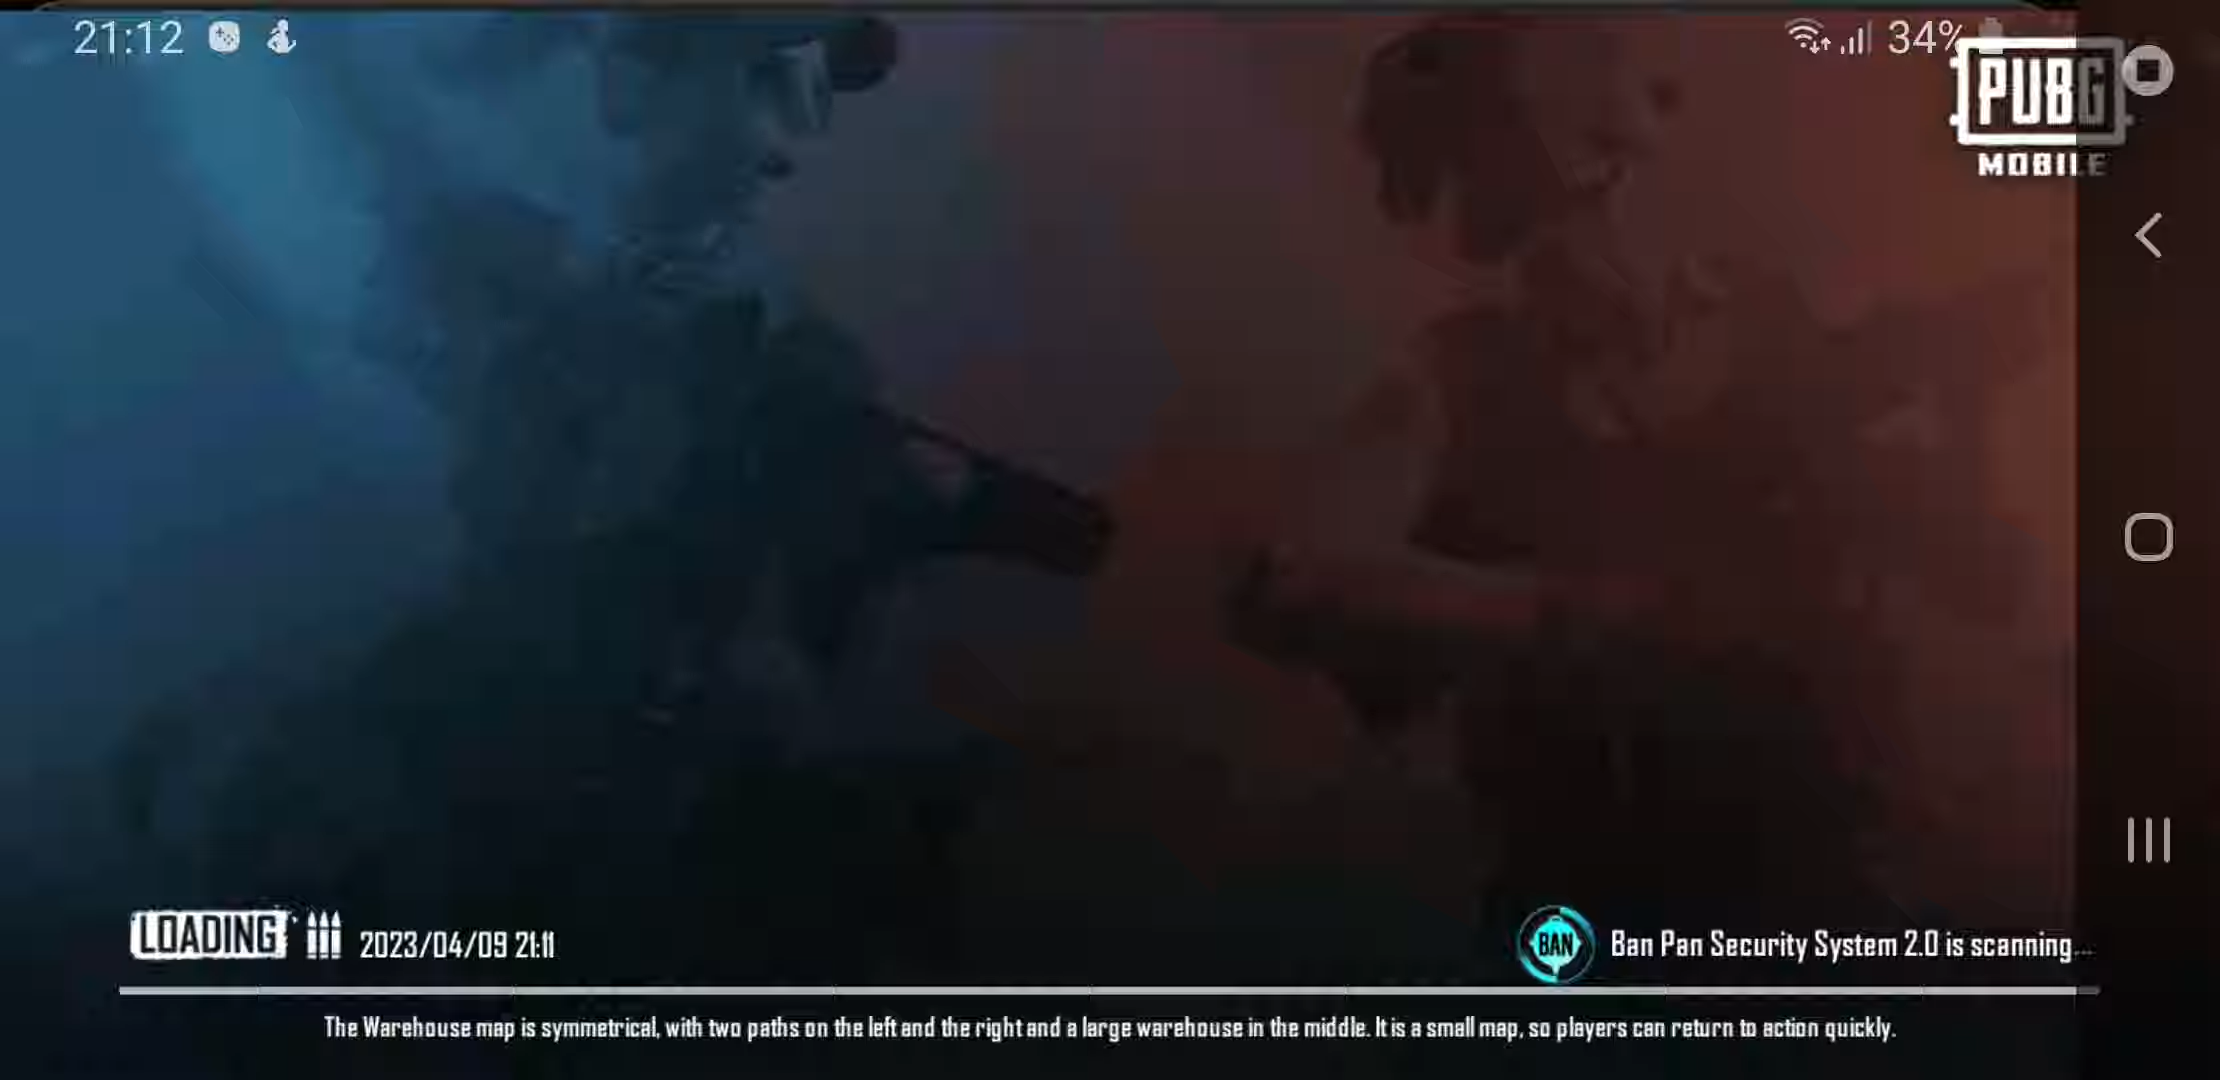 21:12
34%
PUBG
MOBILE
LOADING
2023/04/09 21:11
BAN
Ban Pan Security System 2.0 is scanning...
The Warehouse map is symmetrical, with two paths on the left and the right and a large warehouse in the middle. It is a small map, so players can return to action quickly.